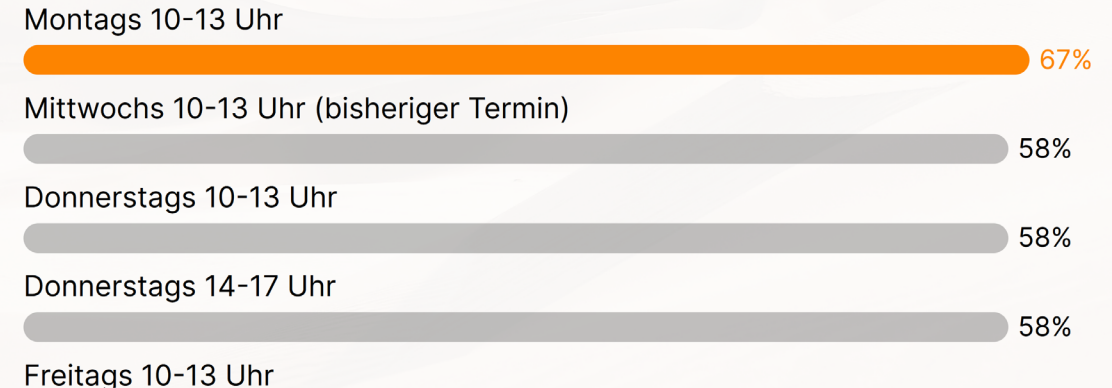 Montags 10-13 Uhr
67%
Mittwochs 10-13 Uhr (bisheriger Termin)
58%
Donnerstags 10-13 Uhr
58%
Donnerstags 14-17 Uhr
58%
Freitags 10-13 Uhr